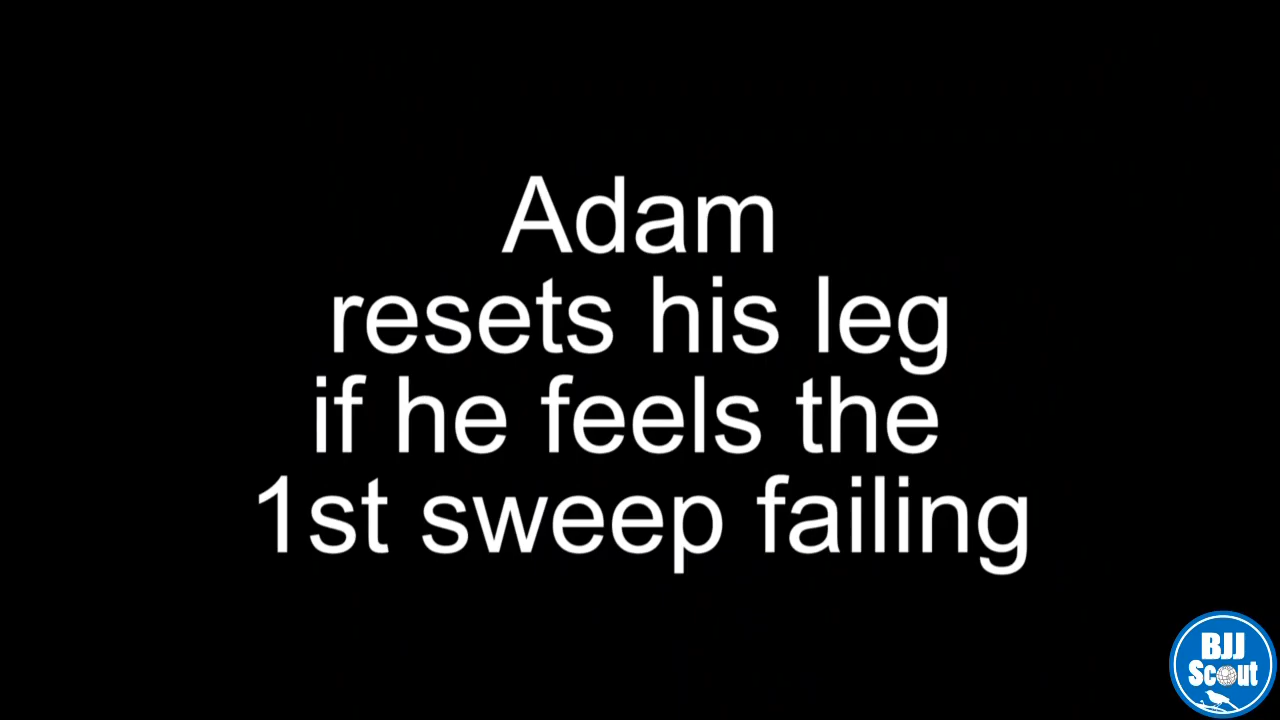 Adam
resets his leg
if he feels the
1st sweep failing
BJJ
Scout